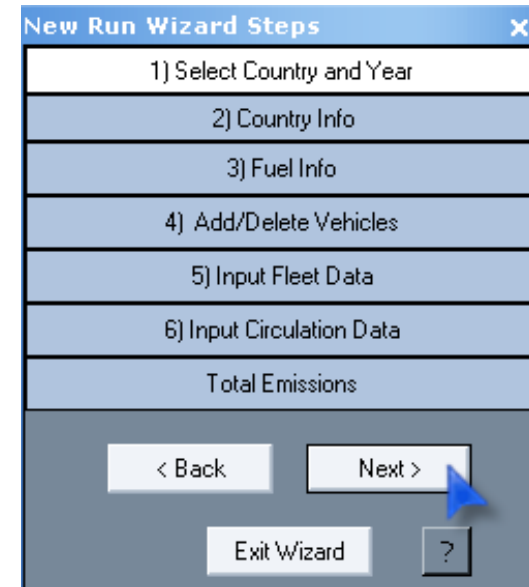 New Run Wizard Steps x
1) Select Country and Year
2) Country Info
3) Fuel Info
4) Add/Delete Vehicles
5) Input Fleet Data
6) Input Circulation Data
Total Emissions
< Back Next >
Exit Wizard ?